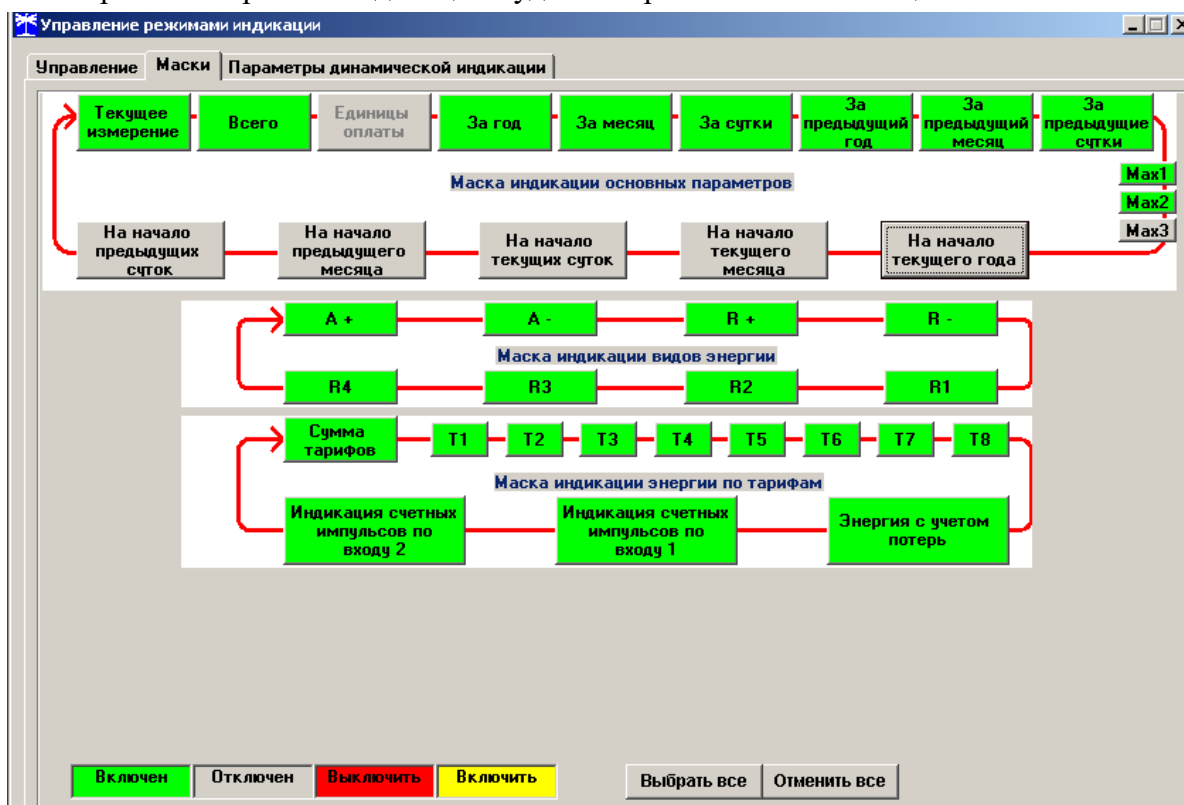 Управление режимами индикации
Управление Маски Параметры динамической индикации
Текущее измерение
Всего
Единицы оплаты
За год
За месяц
За сутки
За предыдущий год
За предыдущий месяц
За предыдущие сутки
Маска индикации основных параметров
Max1
Max2
Max3
На начало предыдущих суток
На начало предыдущего месяца
На начало текущих суток
На начало текущего месяца
На начало текущего года
A +
A -
R +
R -
Маска индикации видов энергии
R4
R3
R2
R1
Сумма тарифов
T1 T2 T3 T4 T5 T6 T7 T8
Маска индикации энергии по тарифам
Индикация счетных импульсов по входу 2
Индикация счетных импульсов по входу 1
Энергия с учетом потерь
Включен
Отключен
Выключить
Включить
Выбрать все
Отменить все